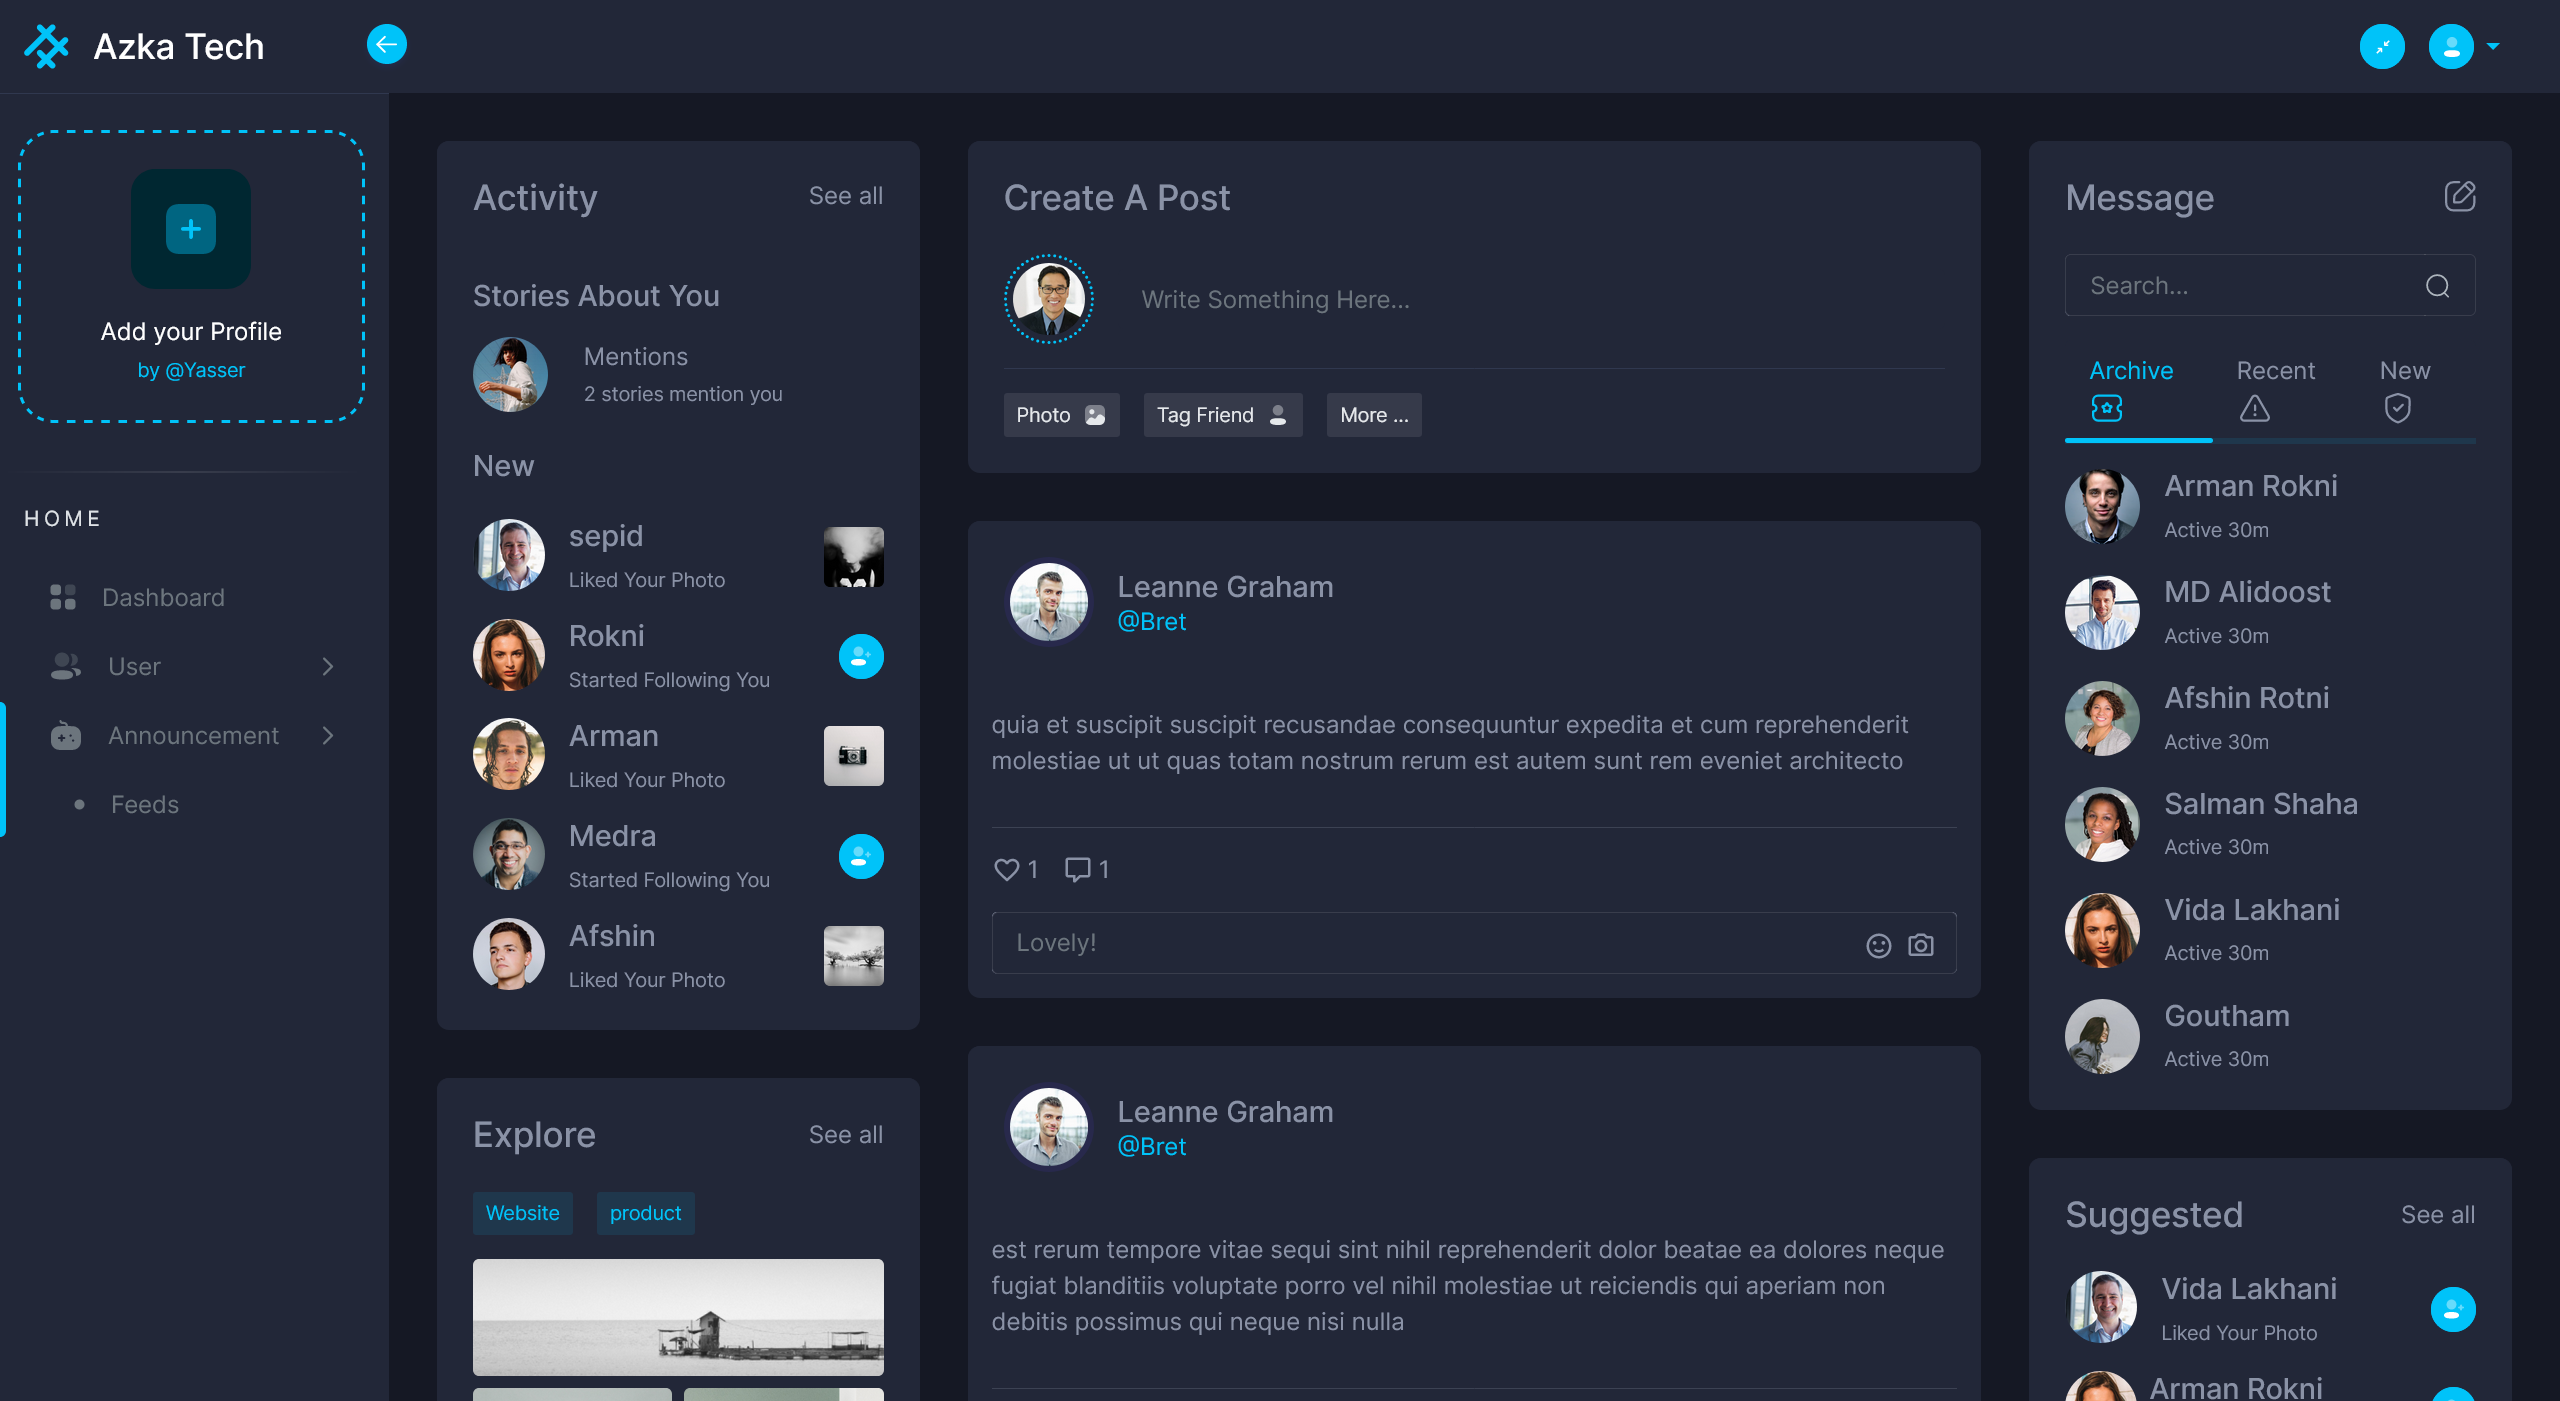 Azka Tech
Add your Profile
by @Yasser
HOME
Dashboard
User
Announcement
Feeds
Activity
See all
Stories About You
Mentions
2 stories mention you
New
sepid
Liked Your Photo
Rokni
Started Following You
Arman
Liked Your Photo
Medra
Started Following You
Afshin
Liked Your Photo
Explore
See all
Website
product
Create A Post
Write Something Here...
Photo
Tag Friend
More ...
Leanne Graham
@Bret
quia et suscipit suscipit recusandae consequuntur expedita et cum reprehenderit
molestiae ut ut quas totam nostrum rerum est autem sunt rem eveniet architecto
1
1
Lovely!
Leanne Graham
@Bret
est rerum tempore vitae sequi sint nihil reprehenderit dolor beatae ea dolores neque
fugiat blanditiis voluptate porro vel nihil molestiae ut reiciendis qui aperiam non
debitis possimus qui neque nisi nulla
Message
Search...
Archive
Recent
New
Arman Rokni
Active 30m
MD Alidoost
Active 30m
Afshin Rotni
Active 30m
Salman Shaha
Active 30m
Vida Lakhani
Active 30m
Goutham
Active 30m
Suggested
See all
Vida Lakhani
Liked Your Photo
Arman Rokni